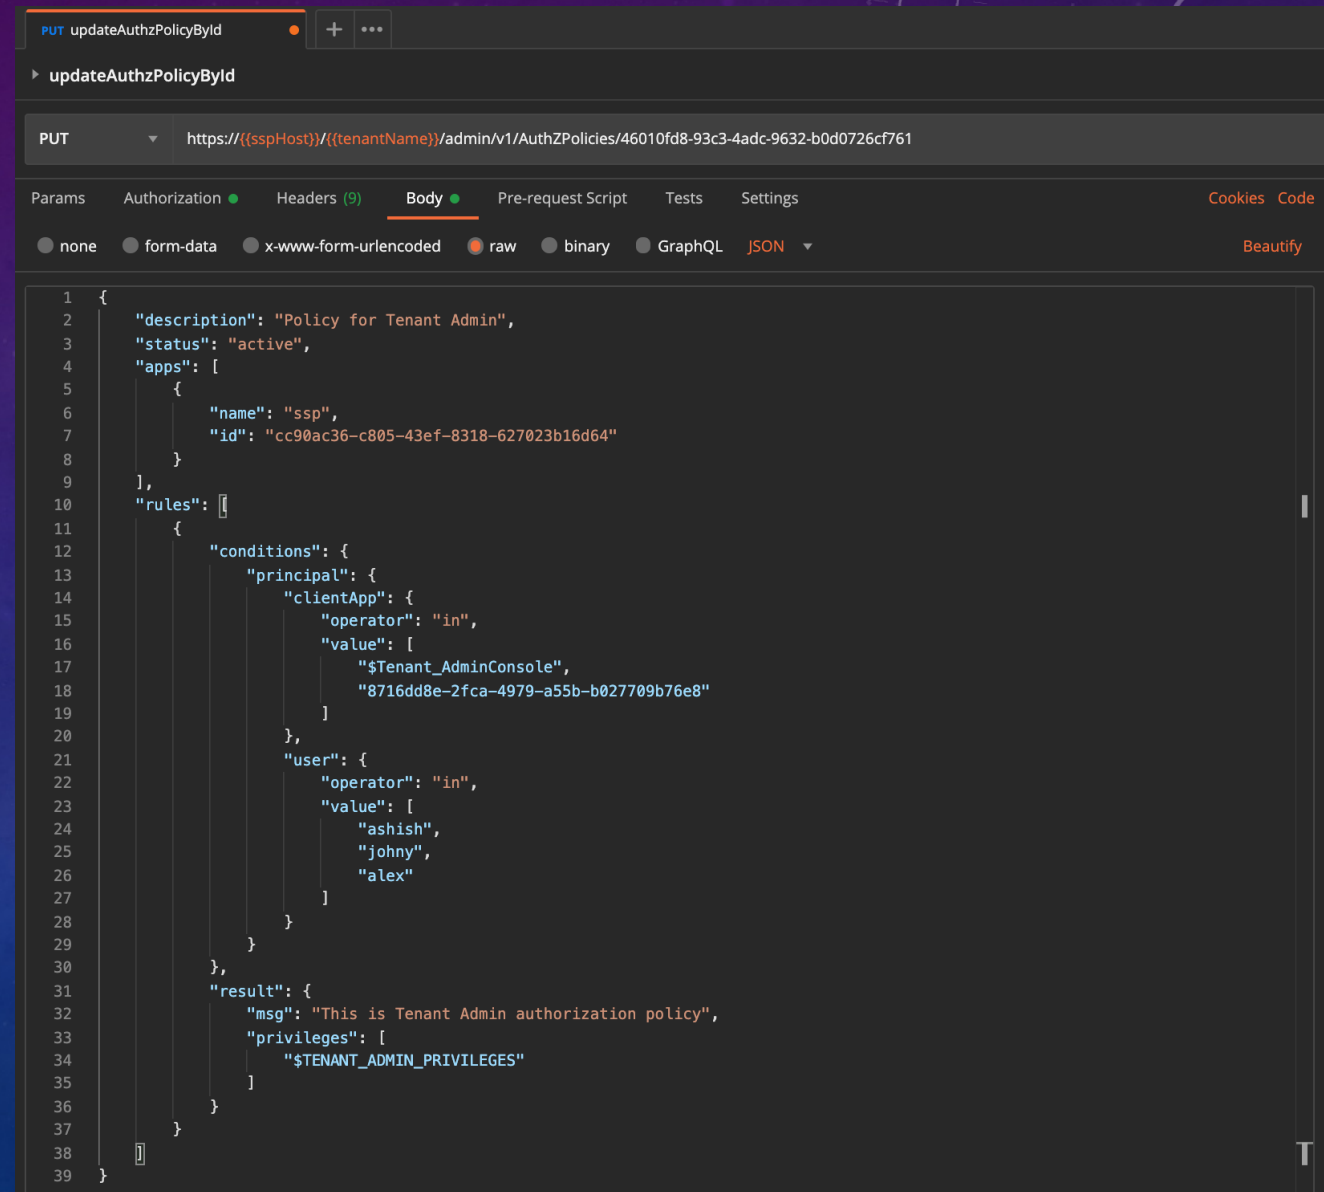 PUT updateAuthzPolicyById
updateAuthzPolicyById
PUT https://{{sspHost}}/{{tenantName}}/admin/v1/AuthZPolicies/46010fd8-93c3-4adc-9632-b0d0726cf761
Params Authorization Headers (9) Body Pre-request Script Tests Settings Cookies Code
none form-data x-www-form-urlencoded raw binary GraphQL JSON Beautify
1 {
2 "description": "Policy for Tenant Admin",
3 "status": "active",
4 "apps": [
5 {
6 "name": "ssp",
7 "id": "cc90ac36-c805-43ef-8318-627023b16d64"
8 }
9 ],
10 "rules": [
11 {
12 "conditions": {
13 "principal": {
14 "clientApp": {
15 "operator": "in",
16 "value": [
17 "$Tenant_AdminConsole",
18 "8716dd8e-2fca-4979-a55b-b027709b76e8"
19 ]
20 },
21 "user": {
22 "operator": "in",
23 "value": [
24 "ashish",
25 "johny",
26 "alex"
27 ]
28 }
29 }
30 },
31 "result": {
32 "msg": "This is Tenant Admin authorization policy",
33 "privileges": [
34 "$TENANT_ADMIN_PRIVILEGES"
35 ]
36 }
37 }
38 ]
39 }